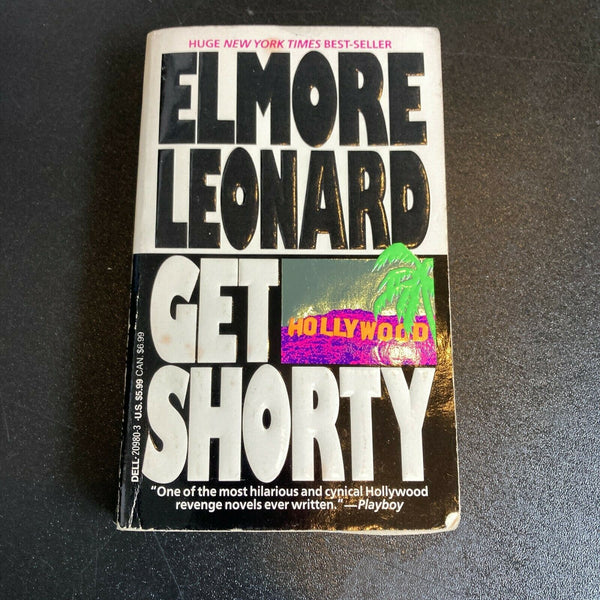 HUGE NEW YORK TIMES BEST-SELLER
ELMORE
LEONARD
GET
HOLLYWOOD
SHORTY
"One of the most hilarious and cynical Hollywood
revenge novels ever written."—Playboy
DELL·20980-3 ·U.S. $5.99 CAN. $6.99